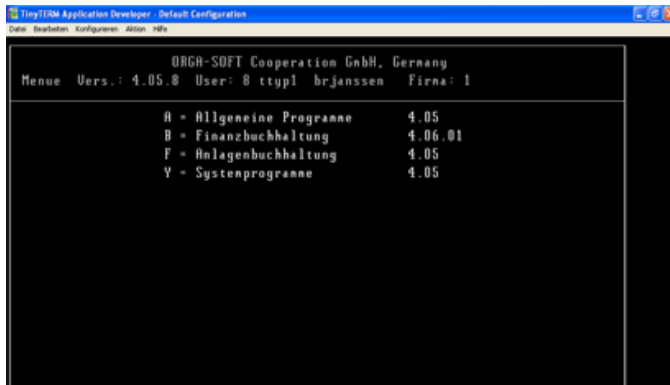 TinyTERM Application Developer - Default Configuration
Datei Bearbeiten Konfigurieren Aktion Hilfe
ORGA-SOFT Cooperation GmbH, Germany
Menue Vers.: 4.05.8 User: 8 ttyp1 brjanssen Firma: 1
A = Allgemeine Programme 4.05
B = Finanzbuchhaltung 4.06.01
F = Anlagenbuchhaltung 4.05
Y = Systemprogramme 4.05